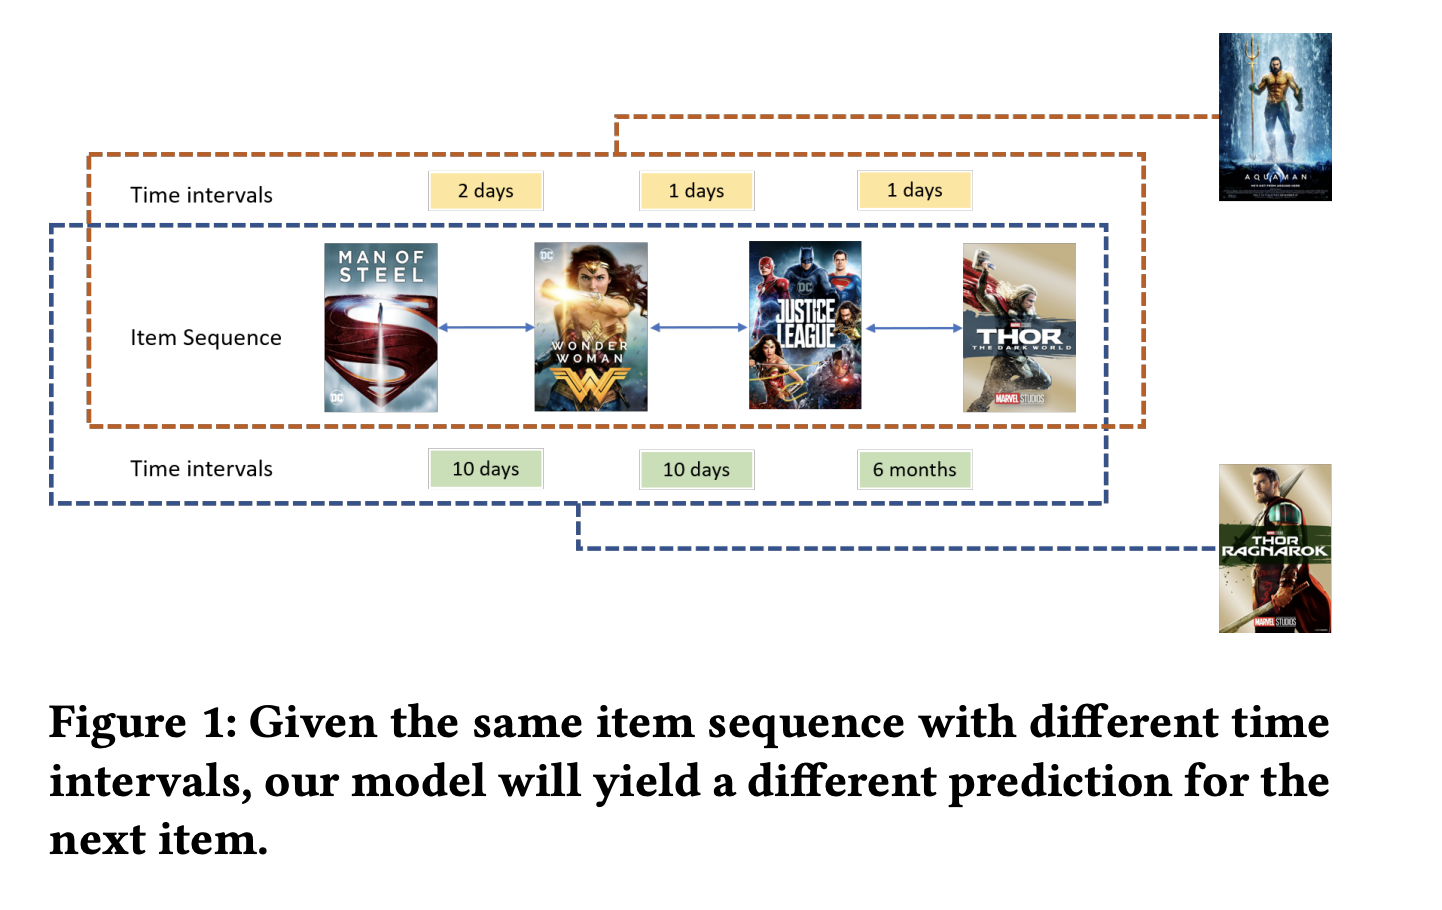 Time intervals 2 days 1 days 1 days
AQUAMAN
MAN OF
STEEL
DC
DC
WONDER
WOMAN
DC
JUSTICE
LEAGUE
THOR
THE DARK WORLD
MARVEL STUDIOS
Item Sequence
Time intervals 10 days 10 days 6 months
THOR
RAGNAROK
MARVEL STUDIOS
Figure 1: Given the same item sequence with different time
intervals, our model will yield a different prediction for the
next item.